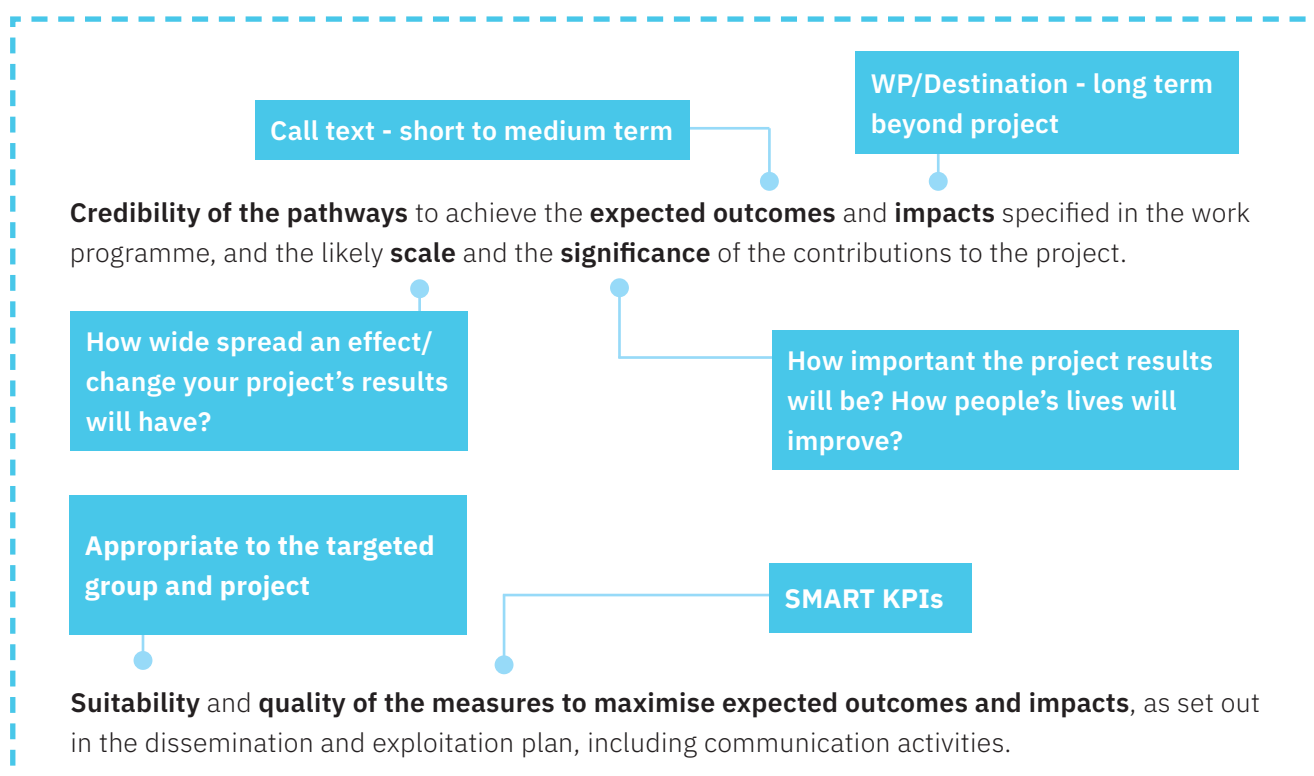 WP/Destination - long term
beyond project
Call text - short to medium term
Credibility of the pathways to achieve the expected outcomes and impacts specified in the work
programme, and the likely scale and the significance of the contributions to the project.
How wide spread an effect/
change your project’s results
will have?
How important the project results
will be? How people’s lives will
improve?
Appropriate to the targeted
group and project
SMART KPIs
Suitability and quality of the measures to maximise expected outcomes and impacts, as set out
in the dissemination and exploitation plan, including communication activities.